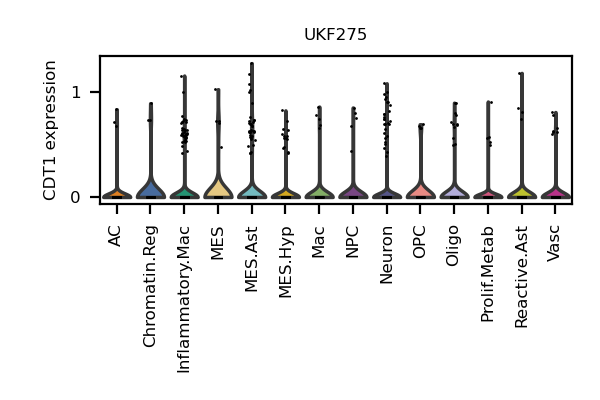 UKF275
CDT1 expression
1
0
AC
Chromatin.Reg
Inflammatory.Mac
MES
MES.Ast
MES.Hyp
Mac
NPC
Neuron
OPC
Oligo
Prolif.Metab
Reactive.Ast
Vasc